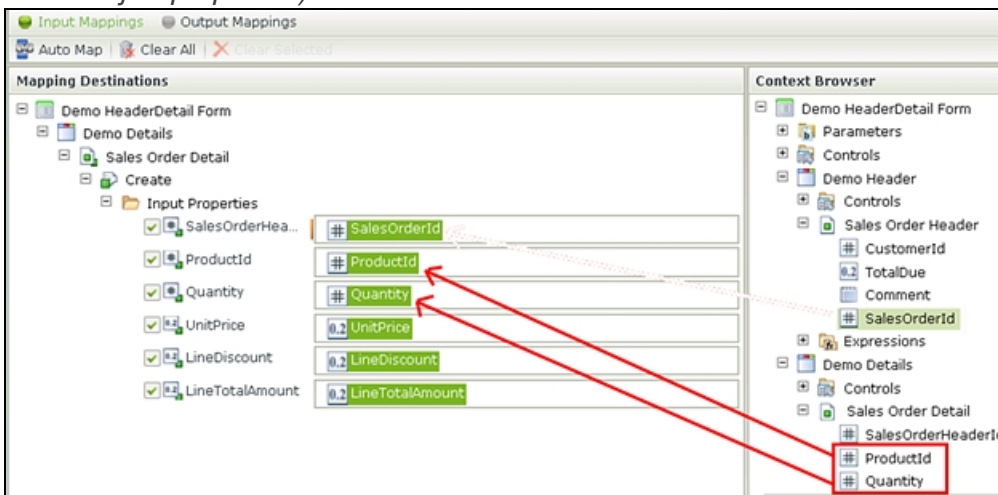 Input Mappings Output Mappings
Auto Map Clear All Clear Selected
Mapping Destinations
Demo HeaderDetail Form
Demo Details
Sales Order Detail
Create
Input Properties
SalesOrderHea... SalesOrderId
ProductId ProductId
Quantity Quantity
UnitPrice UnitPrice
LineDiscount LineDiscount
LineTotalAmount LineTotalAmount
Context Browser
Demo HeaderDetail Form
Parameters
Controls
Demo Header
Controls
Sales Order Header
CustomerId
TotalDue
Comment
SalesOrderId
Expressions
Demo Details
Controls
Sales Order Detail
SalesOrderHeaderI
ProductId
Quantity